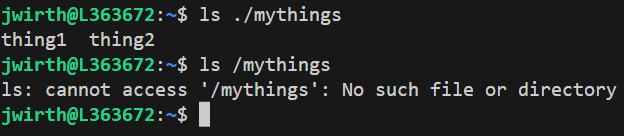 jwirth@L363672:~$ ls ./mythings
thing1  thing2
jwirth@L363672:~$ ls /mythings
ls: cannot access '/mythings': No such file or directory
jwirth@L363672:~$